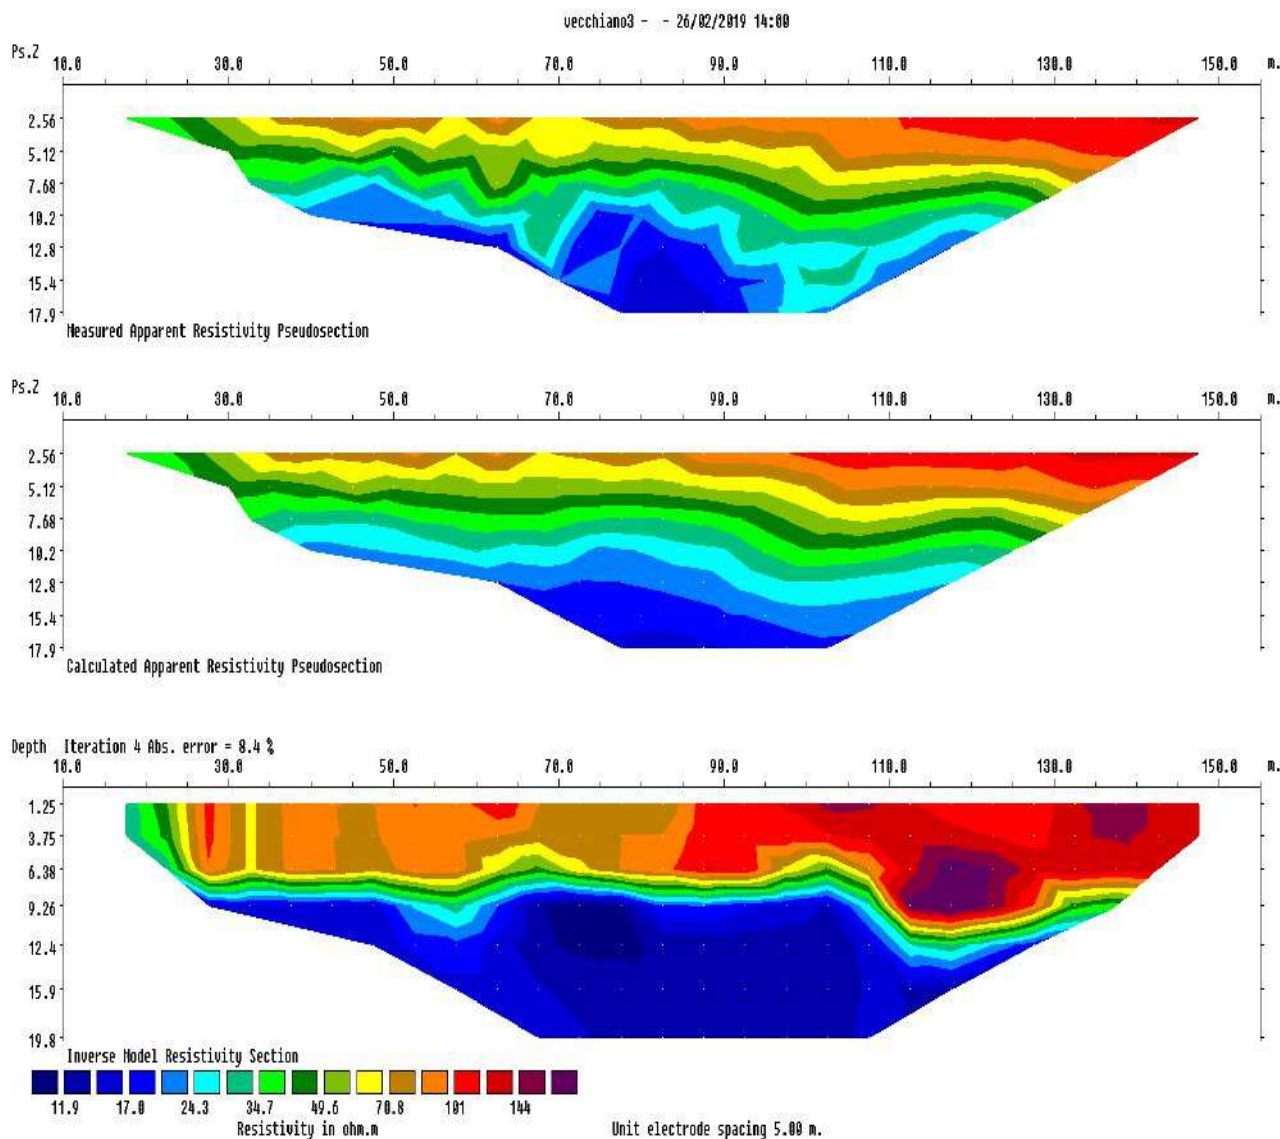 vecchiano3 - - 26/02/2019 14:00
Ps.Z
10.0 30.0 50.0 70.0 90.0 110.0 130.0 150.0 m.
2.56
5.12
7.68
10.2
12.8
15.4
17.9
Measured Apparent Resistivity Pseudosection
Ps.Z
10.0 30.0 50.0 70.0 90.0 110.0 130.0 150.0 m.
2.56
5.12
7.68
10.2
12.8
15.4
17.9
Calculated Apparent Resistivity Pseudosection
Depth Iteration 4 Abs. error = 8.4 %
10.0 30.0 50.0 70.0 90.0 110.0 130.0 150.0 m.
1.25
3.75
6.38
9.26
12.4
15.9
19.8
Inverse Model Resistivity Section
11.9 17.0 24.3 34.7 49.6 70.8 101 144
Resistivity in ohm.m Unit electrode spacing 5.00 m.